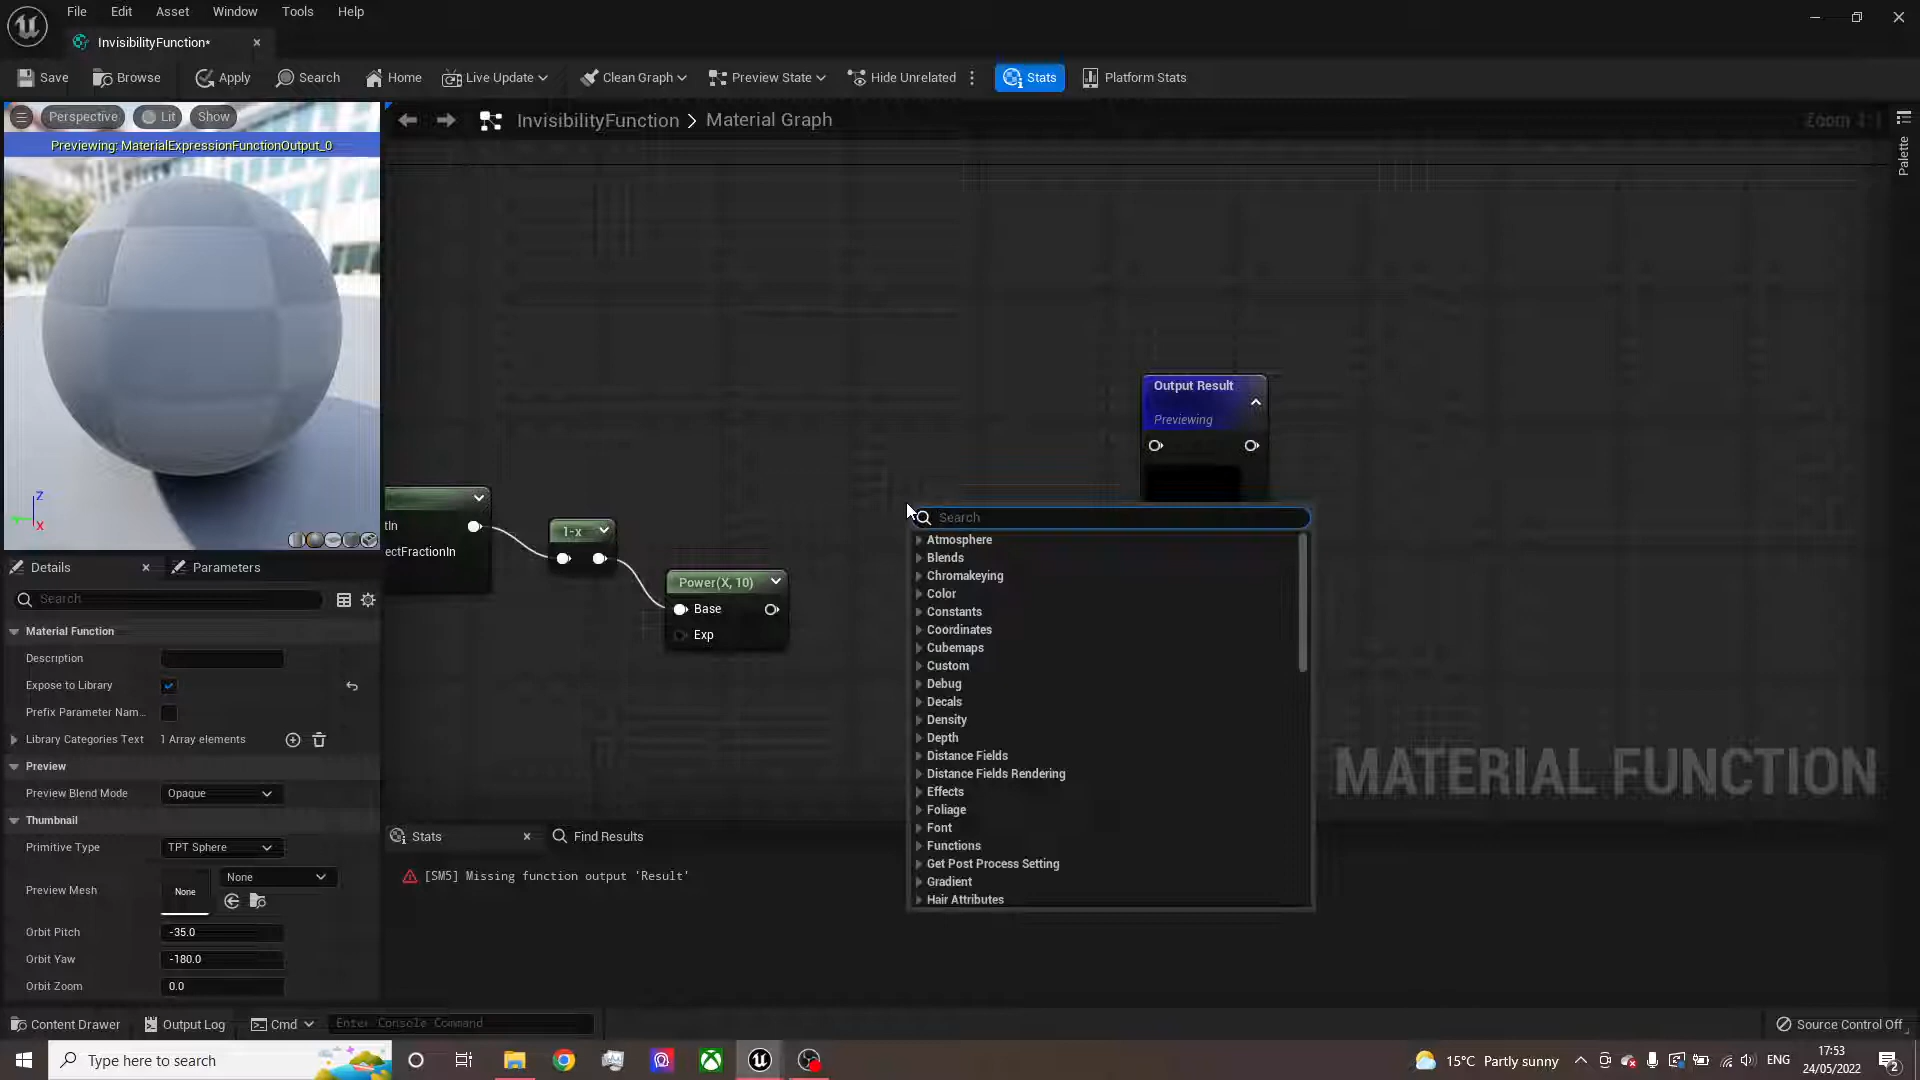 File Edit Asset Window Tools Help
InvisibilityFunction*
Save Browse Apply Search Home Live Update Clean Graph Preview State Hide Unrelated Stats Platform Stats
Perspective Lit Show
InvisibilityFunction > Material Graph
Zoom 1:1
Palette
Previewing: MaterialExpressionFunctionOutput_0
Z
X
Output Result
Previewing
tIn
ectFractionIn
1-x
Power(X, 10)
Base
Exp
Search
Atmosphere
Blends
Chromakeying
Color
Constants
Coordinates
Cubemaps
Custom
Debug
Decals
Density
Depth
Distance Fields
Distance Fields Rendering
Effects
Foliage
Font
Functions
Get Post Process Setting
Gradient
Hair Attributes
MATERIAL FUNCTION
Details Parameters
Search
Material Function
Description
Expose to Library
Prefix Parameter Nam...
Library Categories Text 1 Array elements
Preview
Preview Blend Mode Opaque
Thumbnail
Primitive Type TPT Sphere
Preview Mesh None None
Orbit Pitch -35.0
Orbit Yaw -180.0
Orbit Zoom 0.0
Stats Find Results
[SM5] Missing function output 'Result'
Content Drawer Output Log Cmd Enter Console Command Source Control Off
Type here to search
15°C Partly sunny ENG
17:53
24/05/2022
2